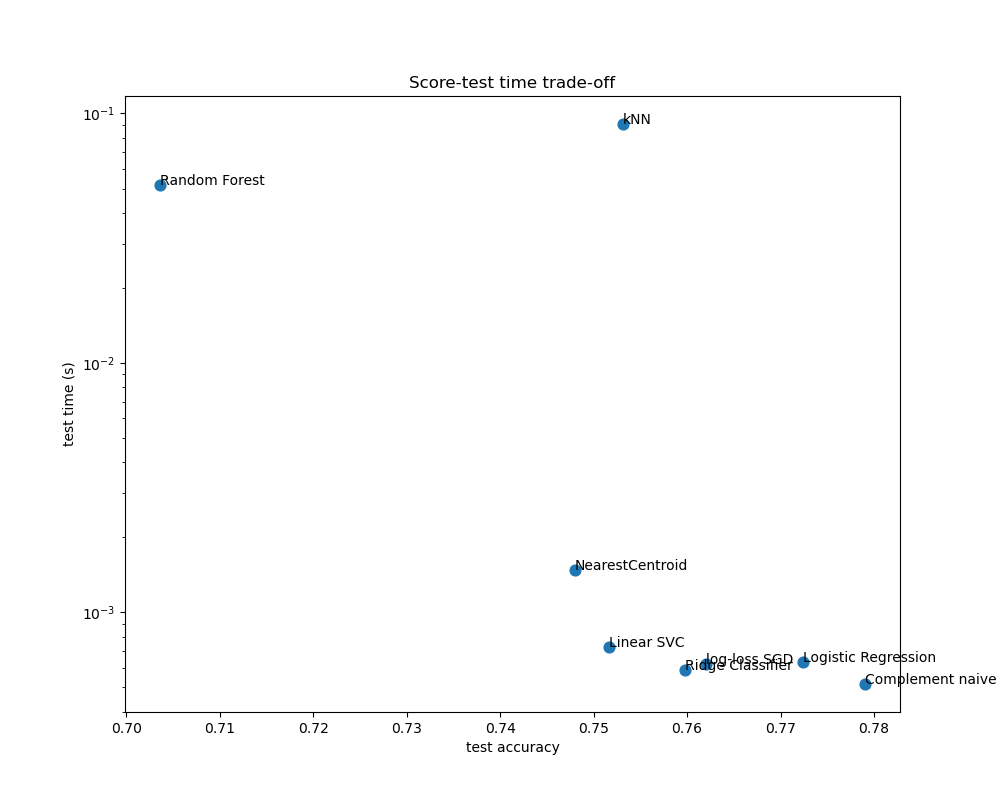 Score-test time trade-off
10⁻¹
kNN
Random Forest
10⁻²
test time (s)
NearestCentroid
10⁻³
Linear SVC
log-loss SGD
Logistic Regression
Ridge Classifier
Complement naive
0.70 0.71 0.72 0.73 0.74 0.75 0.76 0.77 0.78
test accuracy